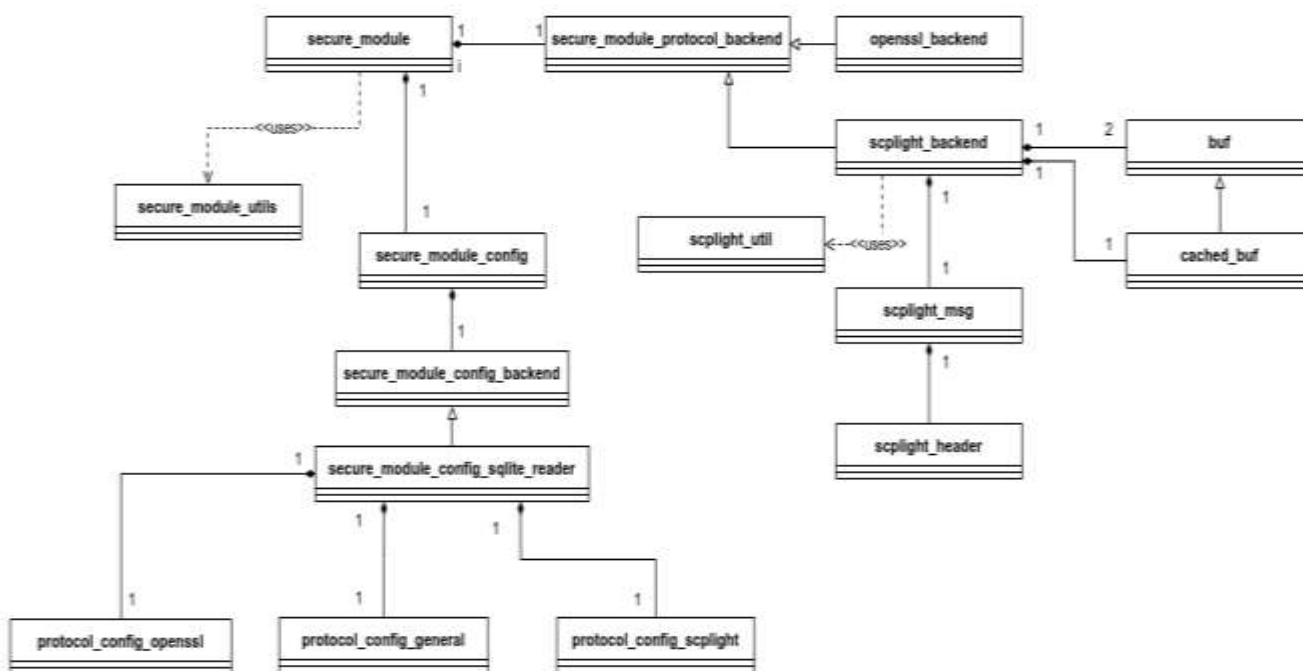 secure_module
1
1
secure_module_protocol_backend
openssl_backend
i
1
<<uses>>
scplight_backend
1
2
buf
1
secure_module_utils
1
1
scplight_util
<<uses>>
secure_module_config
1
cached_buf
1
scplight_msg
1
1
secure_module_config_backend
scplight_header
1
secure_module_config_sqlite_reader
1
1
1
1
1
protocol_config_openssl
protocol_config_general
protocol_config_scplight